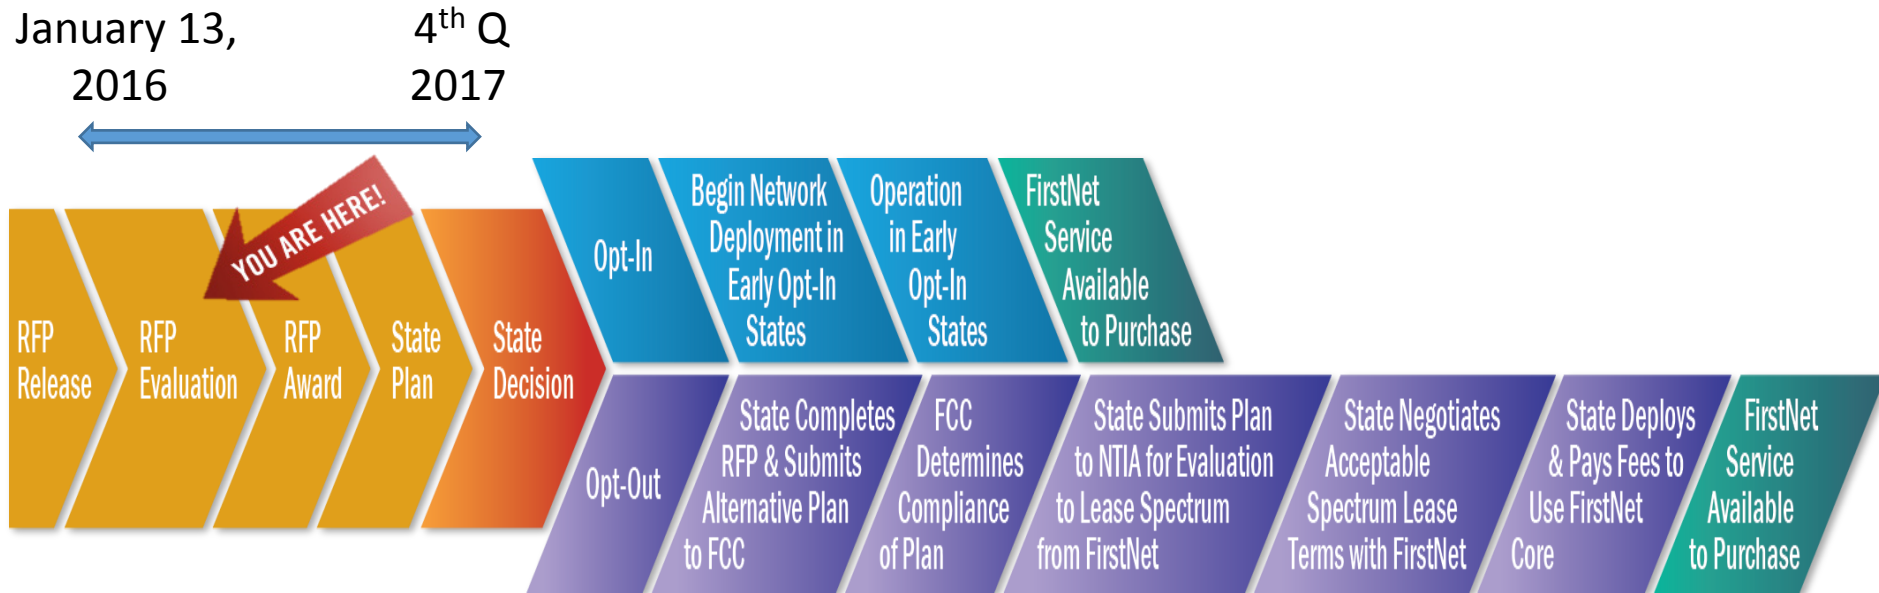 January 13,
2016
4th Q
2017
YOU ARE HERE!
RFP
Release
RFP
Evaluation
RFP
Award
State
Plan
State
Decision
Opt-In
Begin Network
Deployment in
Early Opt-In
States
Operation
in Early
Opt-In
States
FirstNet
Service
Available
to Purchase
Opt-Out
State Completes
RFP & Submits
Alternative Plan
to FCC
FCC
Determines
Compliance
of Plan
State Submits Plan
to NTIA for Evaluation
to Lease Spectrum
from FirstNet
State Negotiates
Acceptable
Spectrum Lease
Terms with FirstNet
State Deploys
& Pays Fees to
Use FirstNet
Core
FirstNet
Service
Available
to Purchase